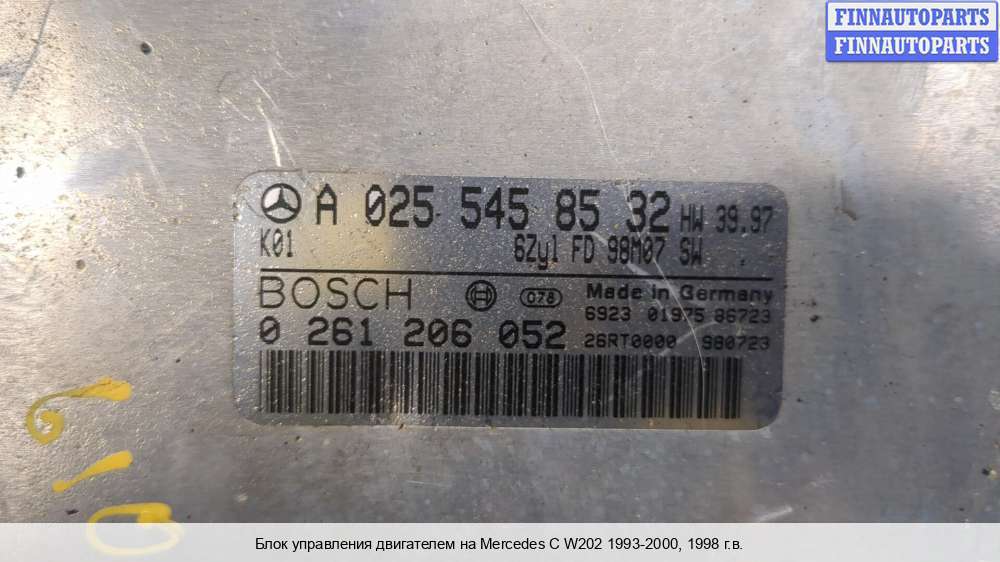 FINNAUTOPARTS
FINNAUTOPARTS
A 025 545 85 32 HW 39.97
K01 6Zyl FD 98M07 SW .
BOSCH 078 Made in Germany
6923 01975 86723
0 261 206 052 26RT0000 980723
Блок управления двигателем на Mercedes C W202 1993-2000, 1998 г.в.